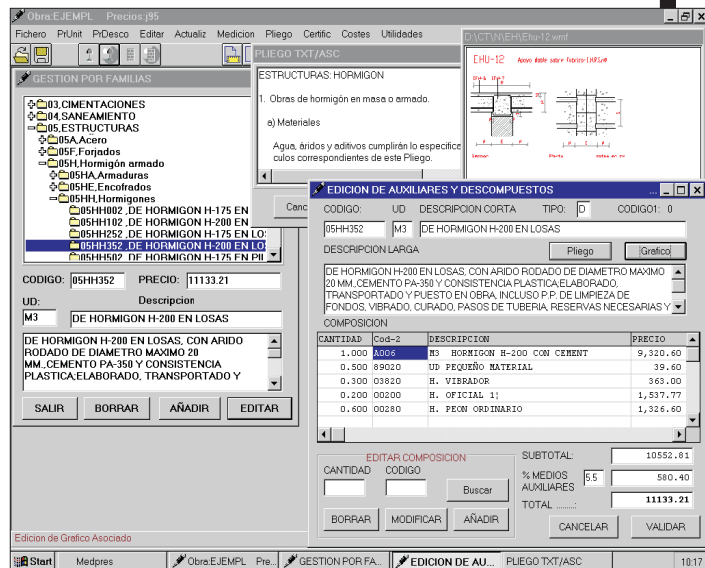 Obra:EJEMPL Precios:j95
Fichero PrUnit PrDesco Editar Actualiz Medicion Pliego Certific Costes Utilidades
GESTION POR FAMILIAS
03,CIMENTACIONES
04,SANEAMIENTO
05,ESTRUCTURAS
05A,Acero
05F,Forjados
05H,Hormigón armado
05HA,Armaduras
05HE,Encofrados
05HH,Hormigones
05HH002 ,DE HORMIGON H-175 EN
05HH102 ,DE HORMIGON H-200 EN
05HH252 ,DE HORMIGON H-175 EN LO
05HH352 ,DE HORMIGON H-200 EN LO
05HH502 ,DE HORMIGON H-175 EN PIL
CODIGO: 05HH352 PRECIO: 11133.21
UD: Descripcion
M3 DE HORMIGON H-200 EN LOSAS
DE HORMIGON H-200 EN LOSAS, CON ARIDO
RODADO DE DIAMETRO MAXIMO 20
MM.,CEMENTO PA-350 Y CONSISTENCIA
PLASTICA;ELABORADO, TRANSPORTADO Y
SALIR BORRAR AÑADIR EDITAR
Edicion de Grafico Asociado
PLIEGO TXT/ASC
ESTRUCTURAS: HORMIGON
1. Obras de hormigón en masa o armado.
a) Materiales
Agua, áridos y aditivos cumplirán lo especifice
culos correspondientes de este Pliego.
Canc
D:\CT\N\EH\Ehu-12.wmf
EHU-12 Apoyo doble sobre
EDICION DE AUXILIARES Y DESCOMPUESTOS ...
CODIGO: UD DESCRIPCION CORTA TIPO: D CODIGO1: 0
05HH352 M3 DE HORMIGON H-200 EN LOSAS
DESCRIPCION LARGA Pliego Grafico
DE HORMIGON H-200 EN LOSAS, CON ARIDO RODADO DE DIAMETRO MAXIMO
20 MM.,CEMENTO PA-350 Y CONSISTENCIA PLASTICA;ELABORADO,
TRANSPORTADO Y PUESTO EN OBRA, INCLUSO P.P. DE LIMPIEZA DE
FONDOS, VIBRADO, CURADO, PASOS DE TUBERIA, RESERVAS NECESARIAS Y
COMPOSICION
CANTIDAD Cod-2 DESCRIPCION PRECIO
1.000 A006 M3 HORMIGON H-200 CON CEMENT 9,320.60
0.500 89020 UD PEQUEÑO MATERIAL 39.60
0.300 03820 H. VIBRADOR 363.00
0.200 00200 H. OFICIAL 1¦ 1,537.77
0.600 00280 H. PEON ORDINARIO 1,326.60
EDITAR COMPOSICION
CANTIDAD CODIGO
Buscar
BORRAR MODIFICAR AÑADIR
SUBTOTAL: 10552.81
% MEDIOS AUXILIARES 5.5 580.40
TOTAL ........: 11133.21
CANCELAR VALIDAR
Start Medpres Obra:EJEMPL Pre... GESTION POR FA... EDICION DE AU... PLIEGO TXT/ASC 10:17